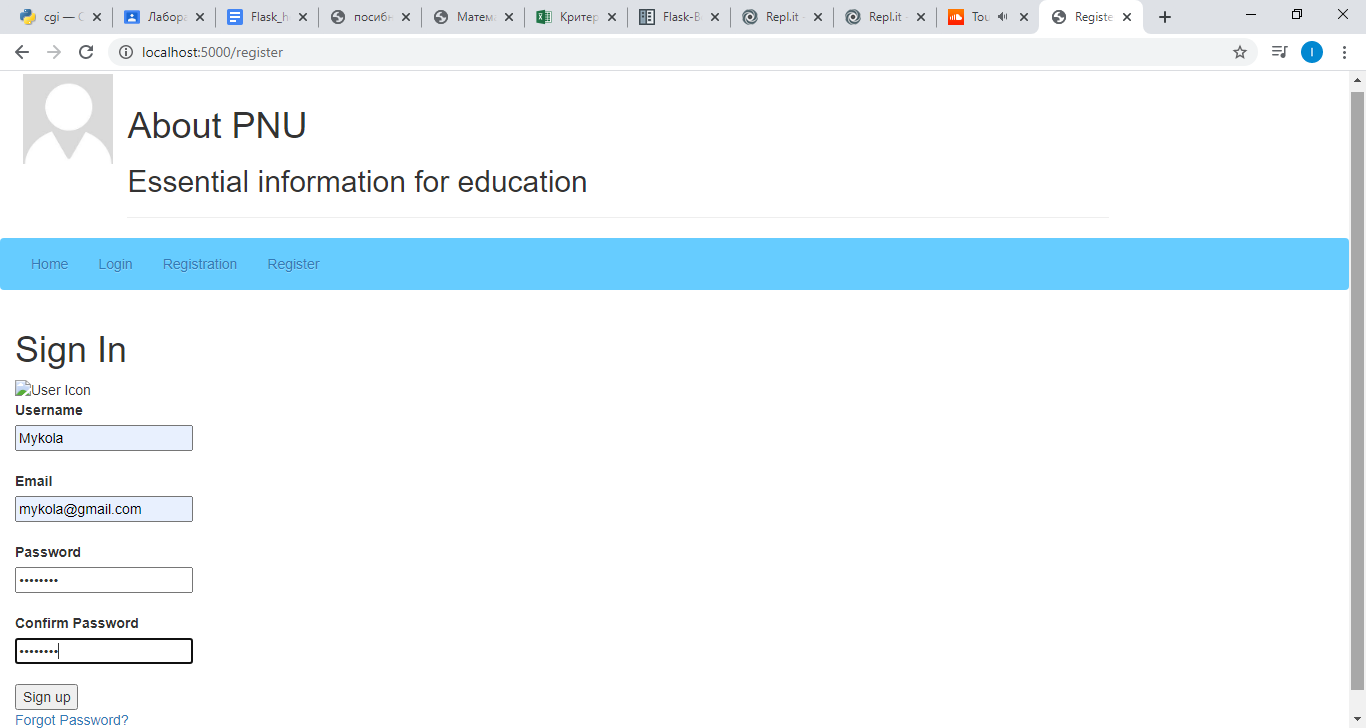 cgi — C
Лабора
Flask_h
посибн
Матем
Критер
Flask-B
Repl.it
Repl.it
Tou
Registe
localhost:5000/register
I
About PNU
Essential information for education
Home Login Registration Register
Sign In
User Icon
Username
Mykola
Email
mykola@gmail.com
Password
••••••••
Confirm Password
••••••••
Sign up
Forgot Password?